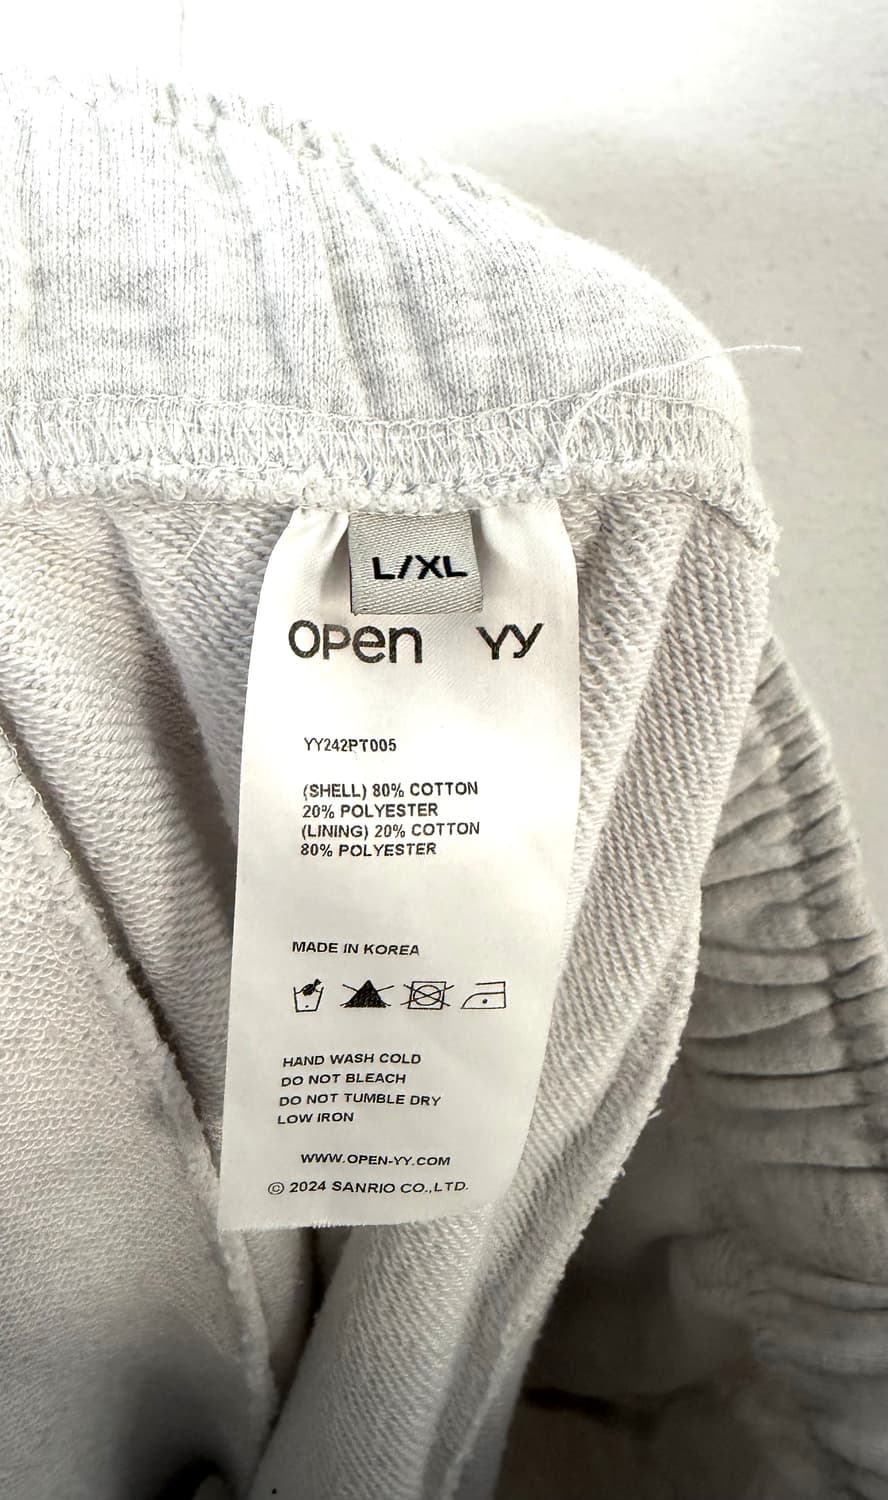 L/XL
OPen YY
YY242PT005
(SHELL) 80% COTTON
20% POLYESTER
(LINING) 20% COTTON
80% POLYESTER
MADE IN KOREA
HAND WASH COLD
DO NOT BLEACH
DO NOT TUMBLE DRY
LOW IRON
WWW.OPEN-YY.COM
© 2024 SANRIO CO.,LTD.